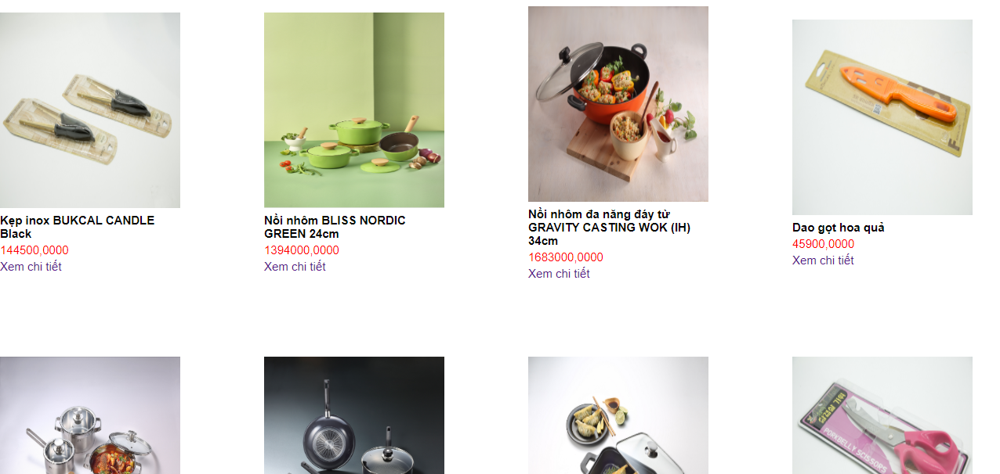 Kẹp inox BUKCAL CANDLE
Black
144500,0000
Xem chi tiết
Nồi nhôm BLISS NORDIC
GREEN 24cm
1394000,0000
Xem chi tiết
Nồi nhôm đa năng đáy từ
GRAVITY CASTING WOK (IH)
34cm
1683000,0000
Xem chi tiết
Dao gọt hoa quả
45900,0000
Xem chi tiết
PORKBELLY SCISSORS